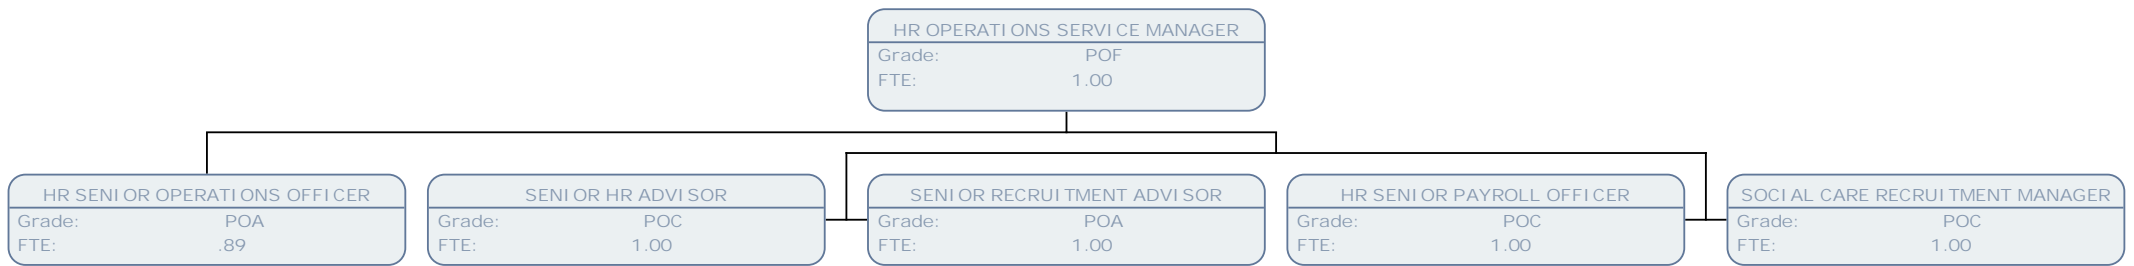 HR OPERATIONS SERVICE MANAGER
Grade: POF
FTE: 1.00
HR SENIOR OPERATIONS OFFICER
Grade: POA
FTE: .89
SENIOR HR ADVISOR
Grade: POC
FTE: 1.00
SENIOR RECRUITMENT ADVISOR
Grade: POA
FTE: 1.00
HR SENIOR PAYROLL OFFICER
Grade: POC
FTE: 1.00
SOCIAL CARE RECRUITMENT MANAGER
Grade: POC
FTE: 1.00